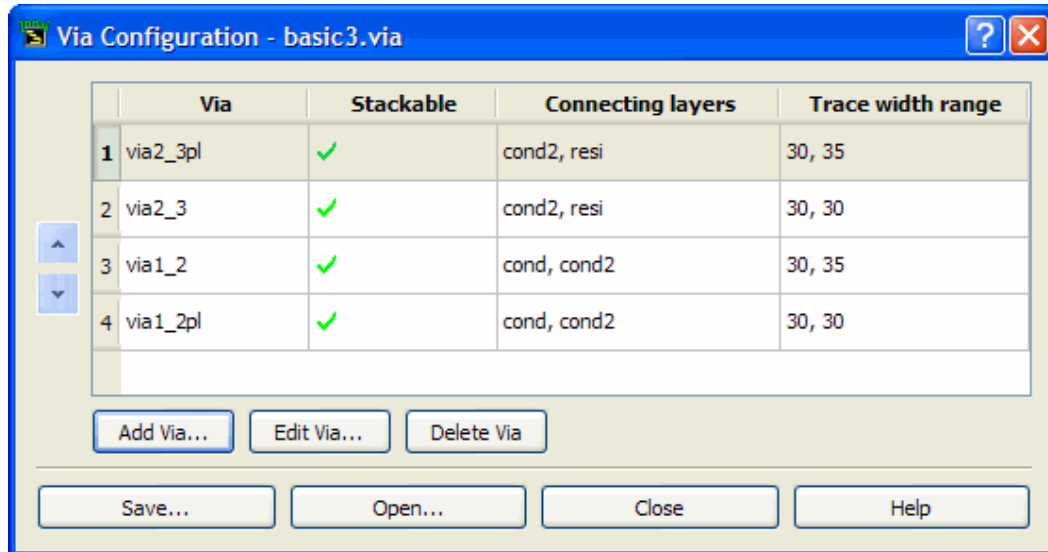 Via Configuration - basic3.via
Via Stackable Connecting layers Trace width range
1 via2_3pl cond2, resi 30, 35
2 via2_3 cond2, resi 30, 30
3 via1_2 cond, cond2 30, 35
4 via1_2pl cond, cond2 30, 30
Add Via... Edit Via... Delete Via
Save... Open... Close Help